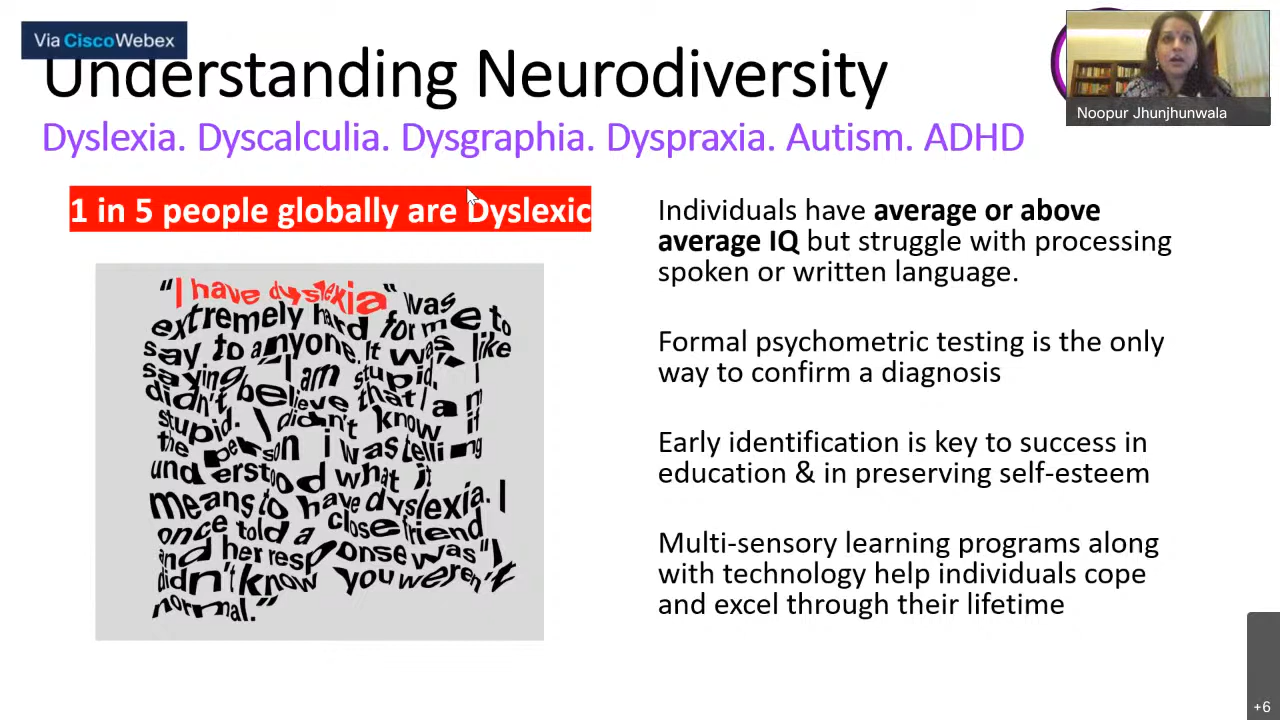 Via CiscoWebex
Understanding Neurodiversity
Noopur Jhunjhunwala
Dyslexia. Dyscalculia. Dysgraphia. Dyspraxia. Autism. ADHD
1 in 5 people globally are Dyslexic
"I have dyslexia" was
extremely hard for me to
say to anyone. It was like
saying "I am stupid. I
didn't believe that I am
stupid. I didn't know if
the person i was telling
understood what it
means to have dyslexia. I
once told a close friend
and her response was "I
didn't know you weren't
normal."
Individuals have average or above
average IQ but struggle with processing
spoken or written language.
Formal psychometric testing is the only
way to confirm a diagnosis
Early identification is key to success in
education & in preserving self-esteem
Multi-sensory learning programs along
with technology help individuals cope
and excel through their lifetime
+6